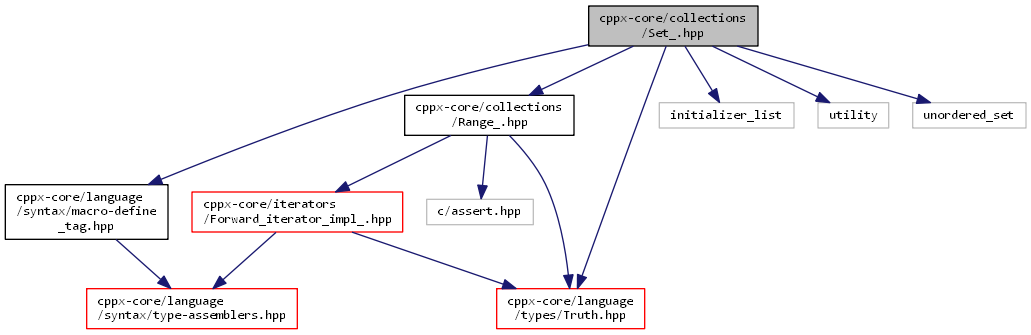 cppx-core/collections
/Set_.hpp
cppx-core/collections
/Range_.hpp
initializer_list
utility
unordered_set
cppx-core/language
/syntax/macro-define
_tag.hpp
cppx-core/iterators
/Forward_iterator_impl_.hpp
c/assert.hpp
cppx-core/language
/syntax/type-assemblers.hpp
cppx-core/language
/types/Truth.hpp